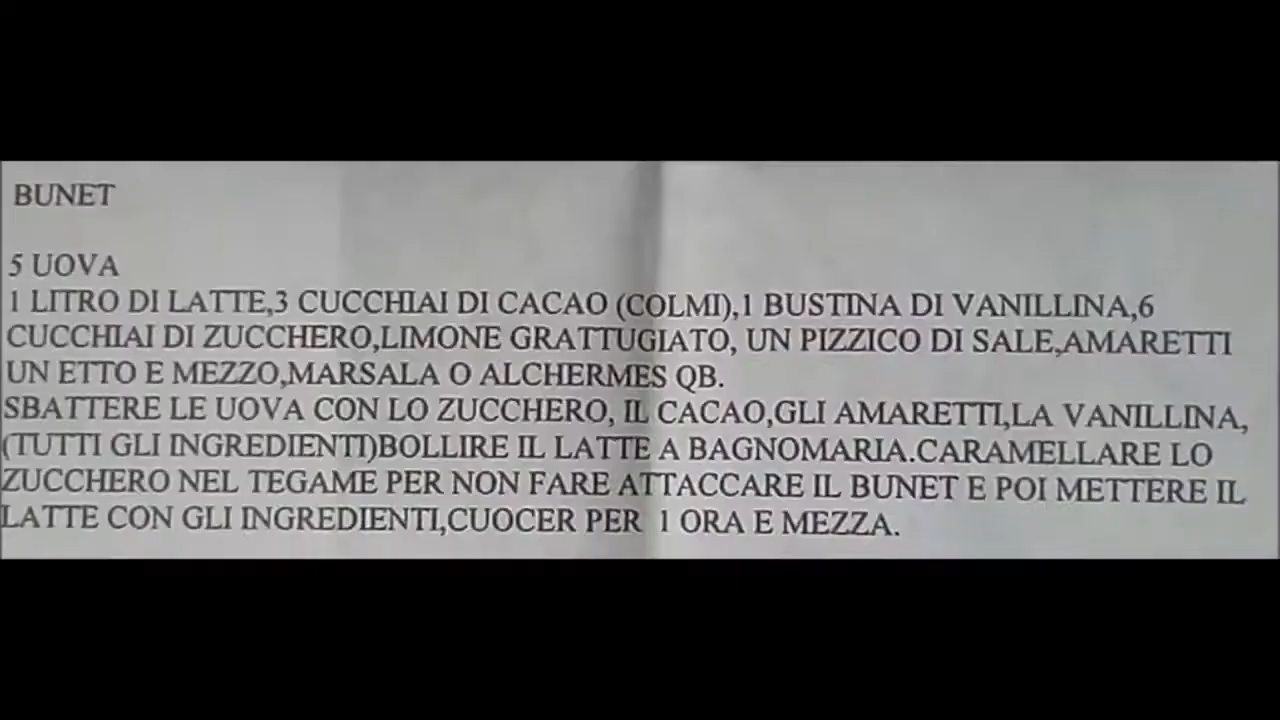 BUNET
5 UOVA
1 LITRO DI LATTE,3 CUCCHIAI DI CACAO (COLMI),1 BUSTINA DI VANILLINA,6
CUCCHIAI DI ZUCCHERO,LIMONE GRATTUGIATO, UN PIZZICO DI SALE,AMARETTI
UN ETTO E MEZZO,MARSALA O ALCHERMES QB.
SBATTERE LE UOVA CON LO ZUCCHERO, IL CACAO,GLI AMARETTI,LA VANILLINA,
(TUTTI GLI INGREDIENTI)BOLLIRE IL LATTE A BAGNOMARIA.CARAMELLARE LO
ZUCCHERO NEL TEGAME PER NON FARE ATTACCARE IL BUNET E POI METTERE IL
LATTE CON GLI INGREDIENTI,CUOCER PER 1 ORA E MEZZA.